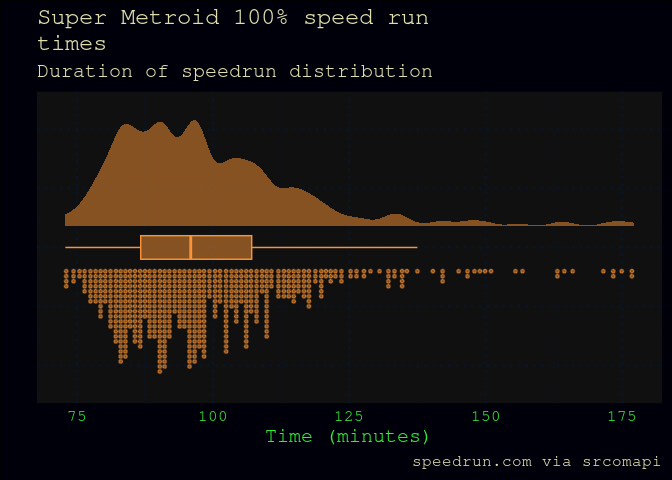 Super Metroid 100% speed run
times
Duration of speedrun distribution
75 100 125 150 175
Time (minutes)
speedrun.com via srcomapi